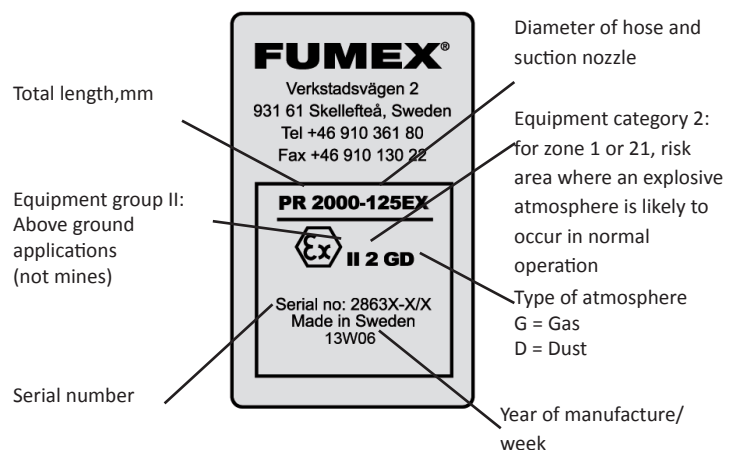 Total length,mm
Equipment group II:
Above ground
applications
(not mines)
Serial number
FUMEX®
Verkstadsvägen 2
931 61 Skellefteå, Sweden
Tel +46 910 361 80
Fax +46 910 130 22
PR 2000-125EX
Ex II 2 GD
Serial no: 2863X-X/X
Made in Sweden
13W06
Diameter of hose and
suction nozzle
Equipment category 2:
for zone 1 or 21, risk
area where an explosive
atmosphere is likely to
occur in normal
operation
Type of atmosphere
G = Gas
D = Dust
Year of manufacture/
week